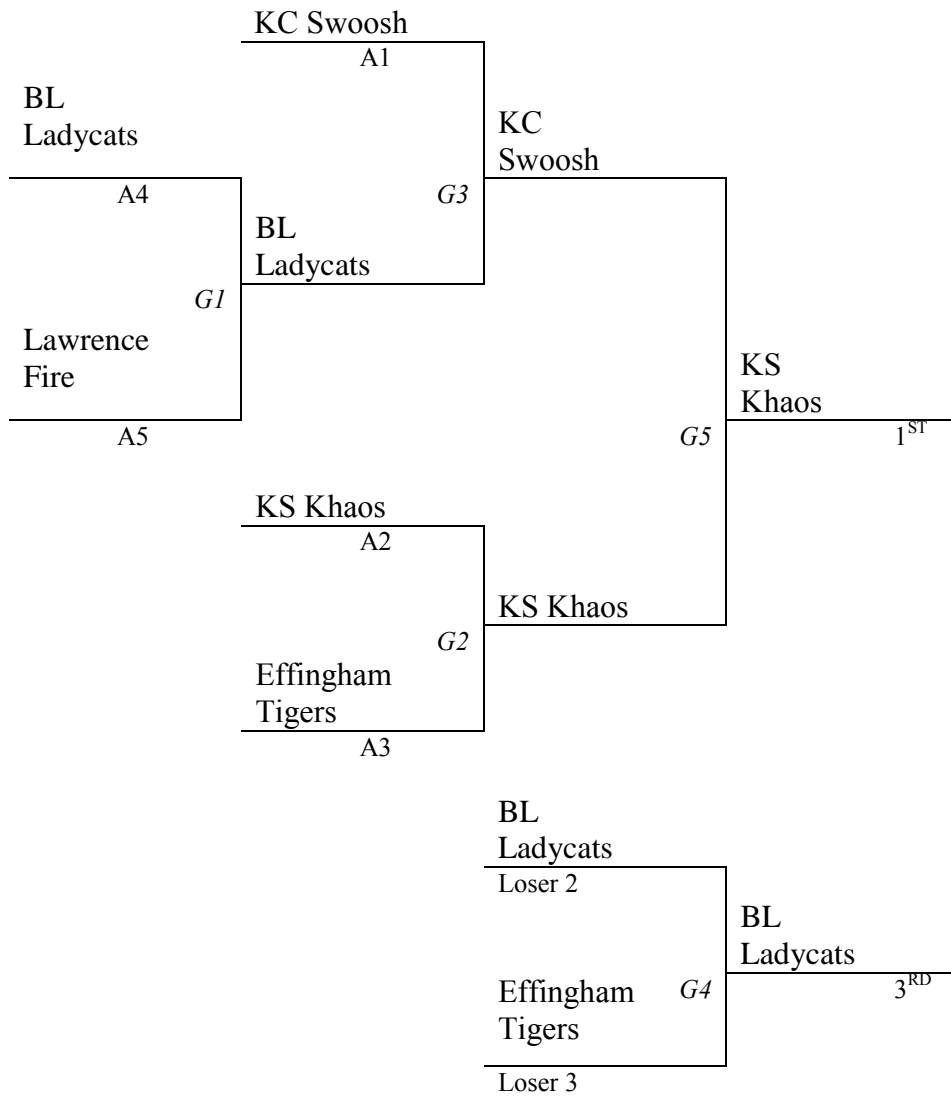 KC Swoosh
A1
BL
Ladycats
KC
Swoosh
A4
G3
BL
Ladycats
G1
Lawrence
Fire
KS
Khaos
A5
G5
1ST
KS Khaos
A2
KS Khaos
G2
Effingham
Tigers
A3
BL
Ladycats
Loser 2
BL
Ladycats
Effingham
Tigers
G4
3RD
Loser 3